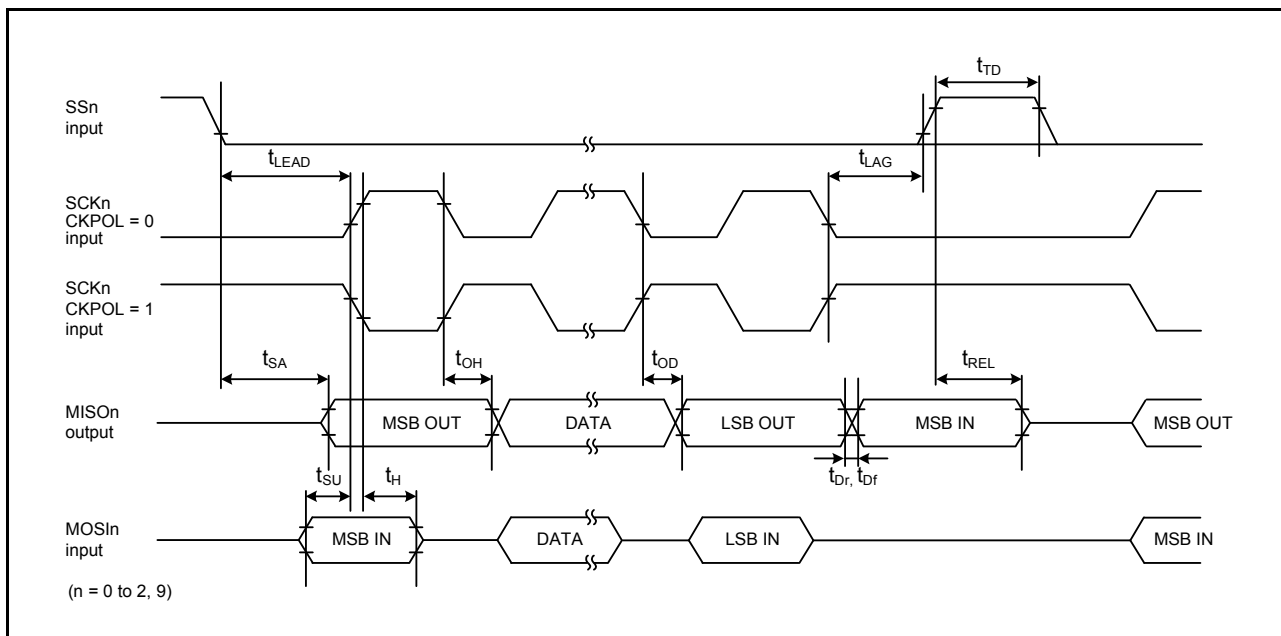 tTD
SSn
input
tLEAD
tLAG
SCKn
CKPOL = 0
input
SCKn
CKPOL = 1
input
tSA
tOH
tOD
tREL
MISOn
output
MSB OUT
DATA
LSB OUT
MSB IN
MSB OUT
tSU
tH
tDr, tDf
MOSIn
input
MSB IN
DATA
LSB IN
MSB IN
(n = 0 to 2, 9)